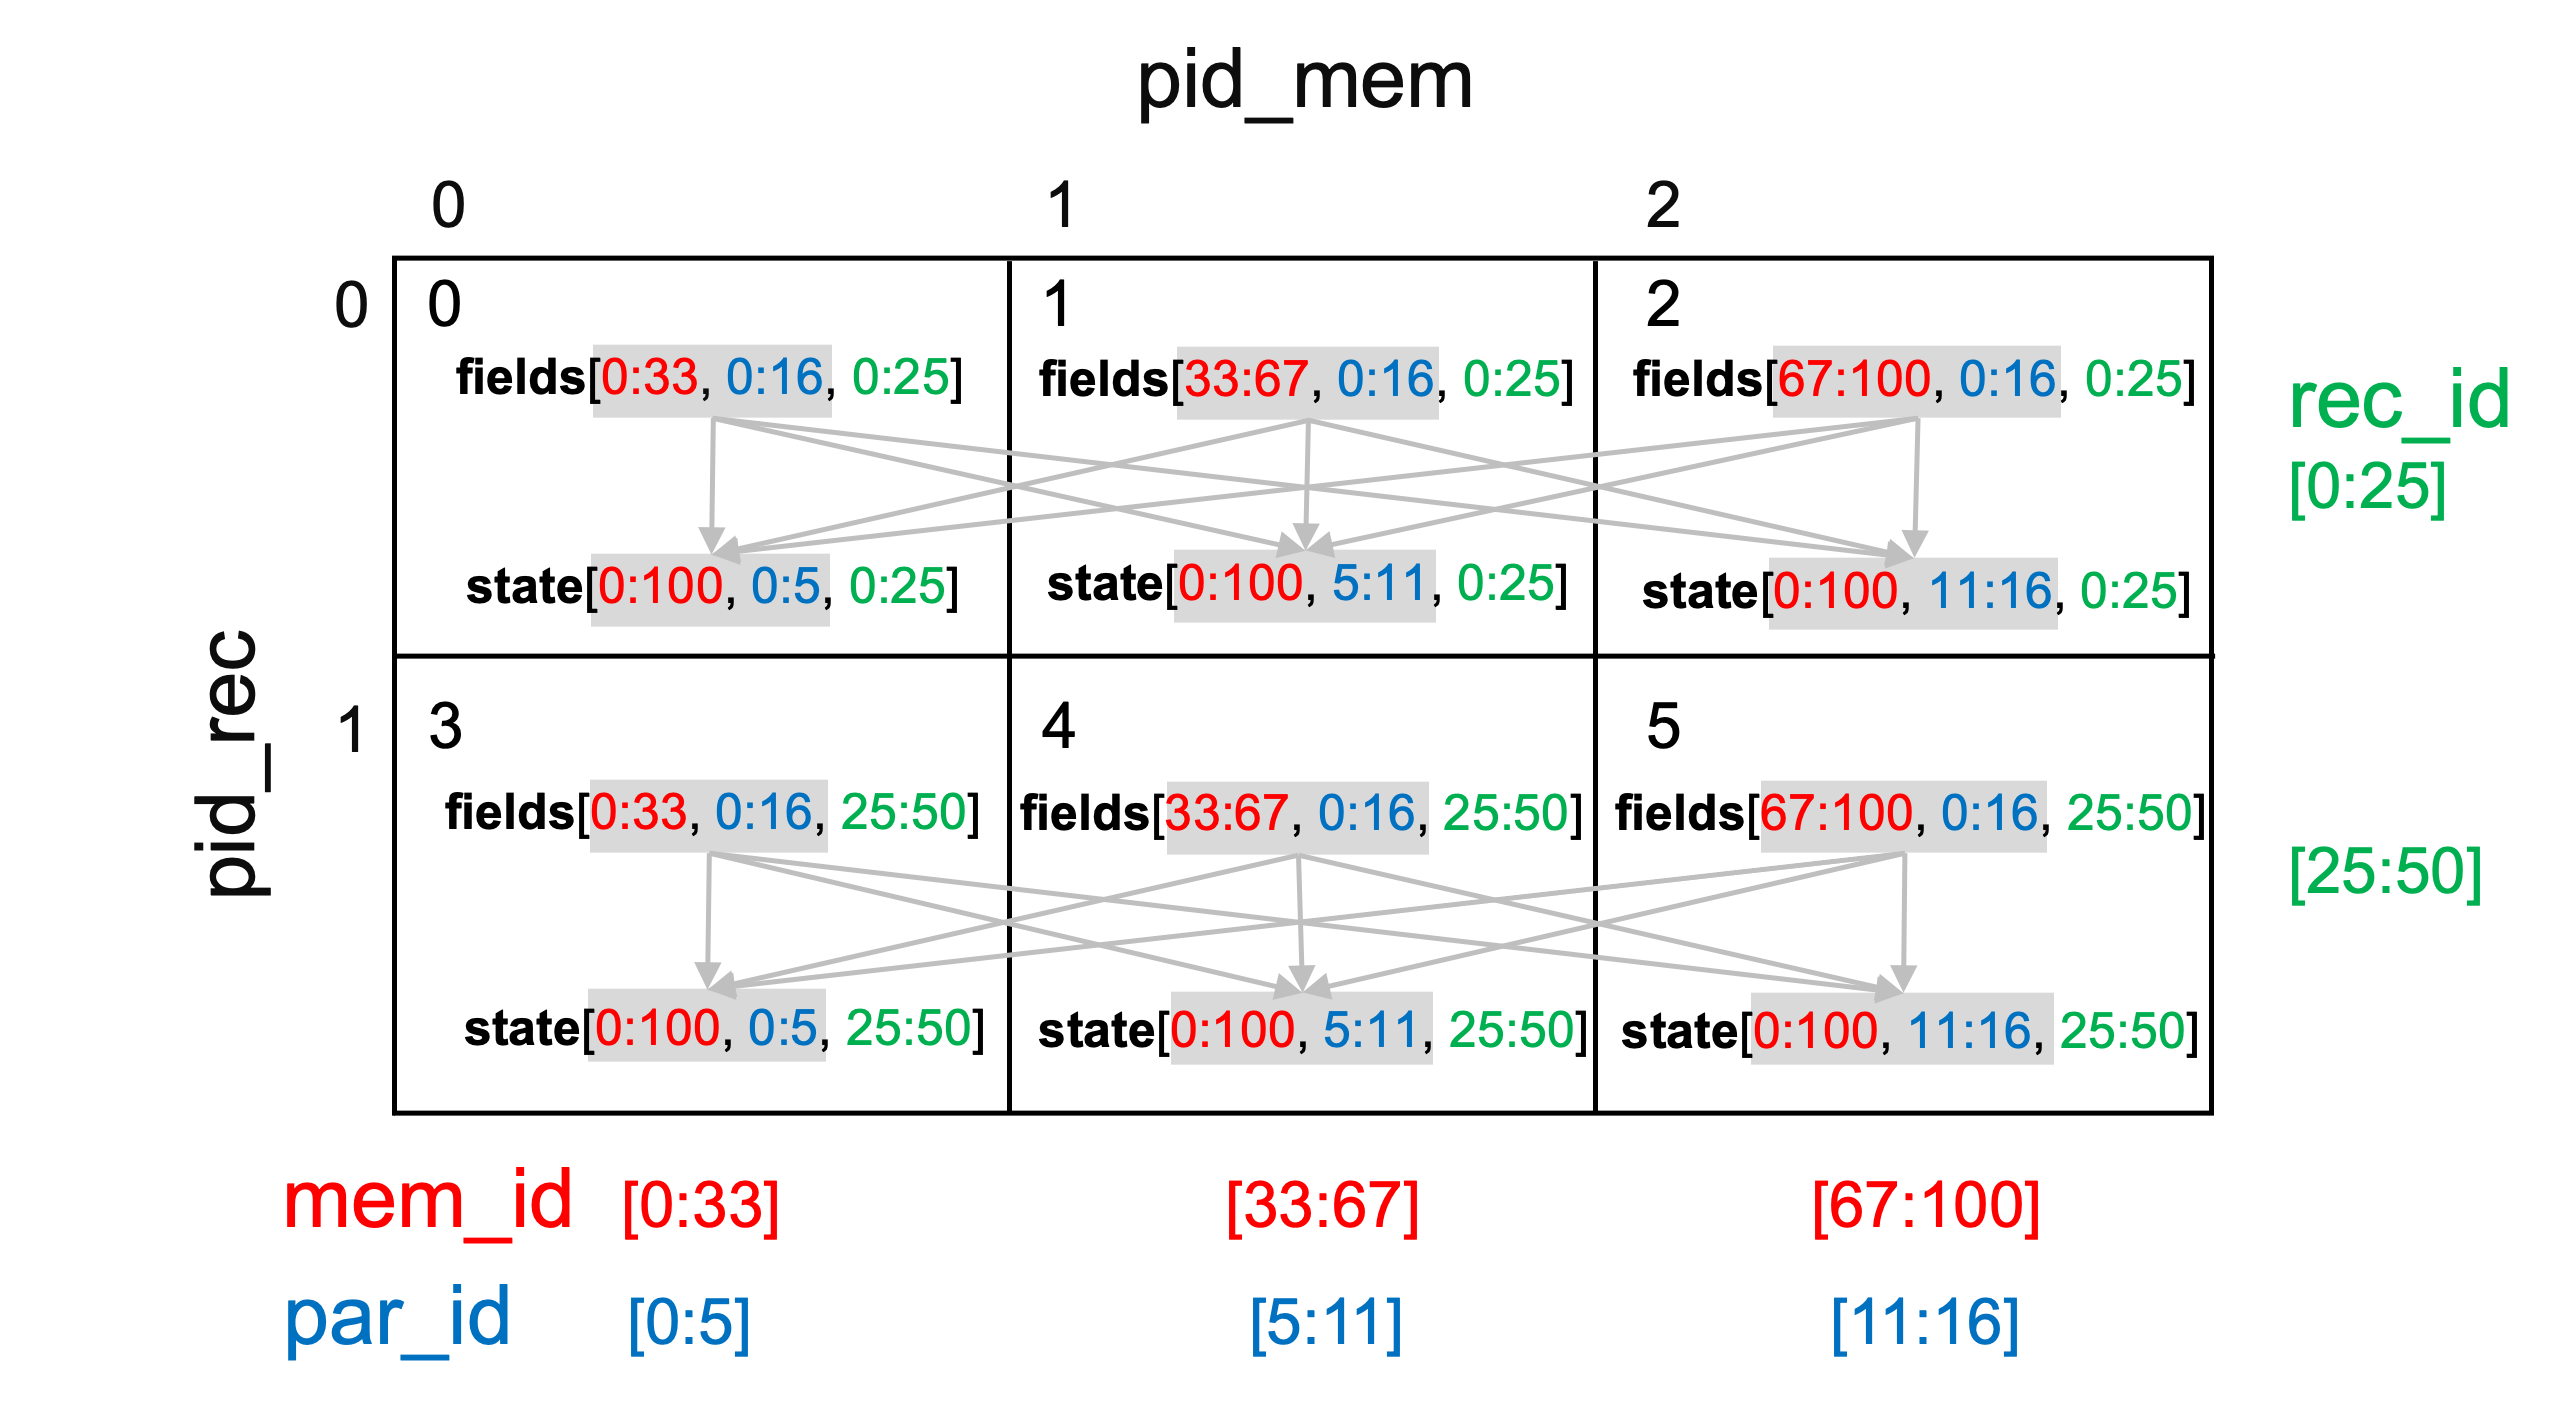 pid_mem
0 1 2
0
0 1 2
fields[0:33, 0:16, 0:25] fields[33:67, 0:16, 0:25] fields[67:100, 0:16, 0:25]
rec_id
[0:25]
state[0:100, 0:5, 0:25] state[0:100, 5:11, 0:25] state[0:100, 11:16, 0:25]
pid_rec
1
3 4 5
fields[0:33, 0:16, 25:50] fields[33:67, 0:16, 25:50] fields[67:100, 0:16, 25:50]
[25:50]
state[0:100, 0:5, 25:50] state[0:100, 5:11, 25:50] state[0:100, 11:16, 25:50]
mem_id [0:33] [33:67] [67:100]
par_id [0:5] [5:11] [11:16]